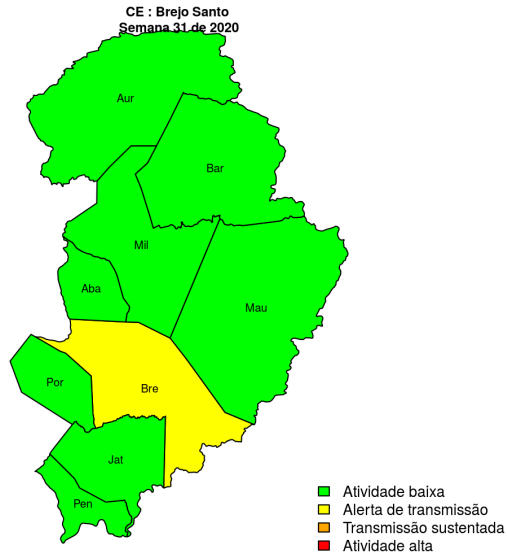 CE : Brejo Santo
Semana 31 de 2020
Aur
Bar
Mil
Aba
Mau
Por
Bre
Jat
Pen
Atividade baixa
Alerta de transmissão
Transmissão sustentada
Atividade alta